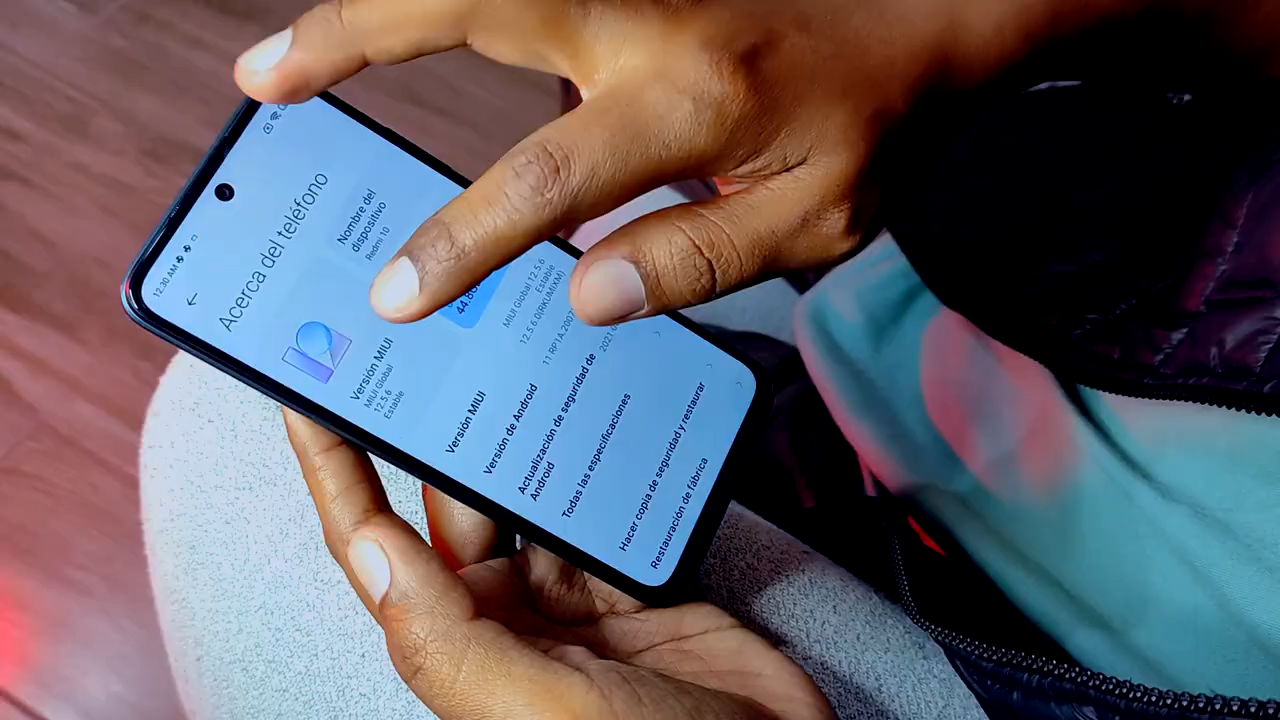 12:30 AM
Acerca del teléfono
Nombre del
dispositivo
Redmi 10
Versión MIUI
MIUI Global
12.5.6
Estable
Versión MIUI
MIUI Global 12.5.6
Estable
12.5.6.0(RKUMIXM)
Versión de Android
11 RP1A.2007
Actualización de seguridad de
Android
Todas las especificaciones
Hacer copia de seguridad y restaurar
Restauración de fábrica